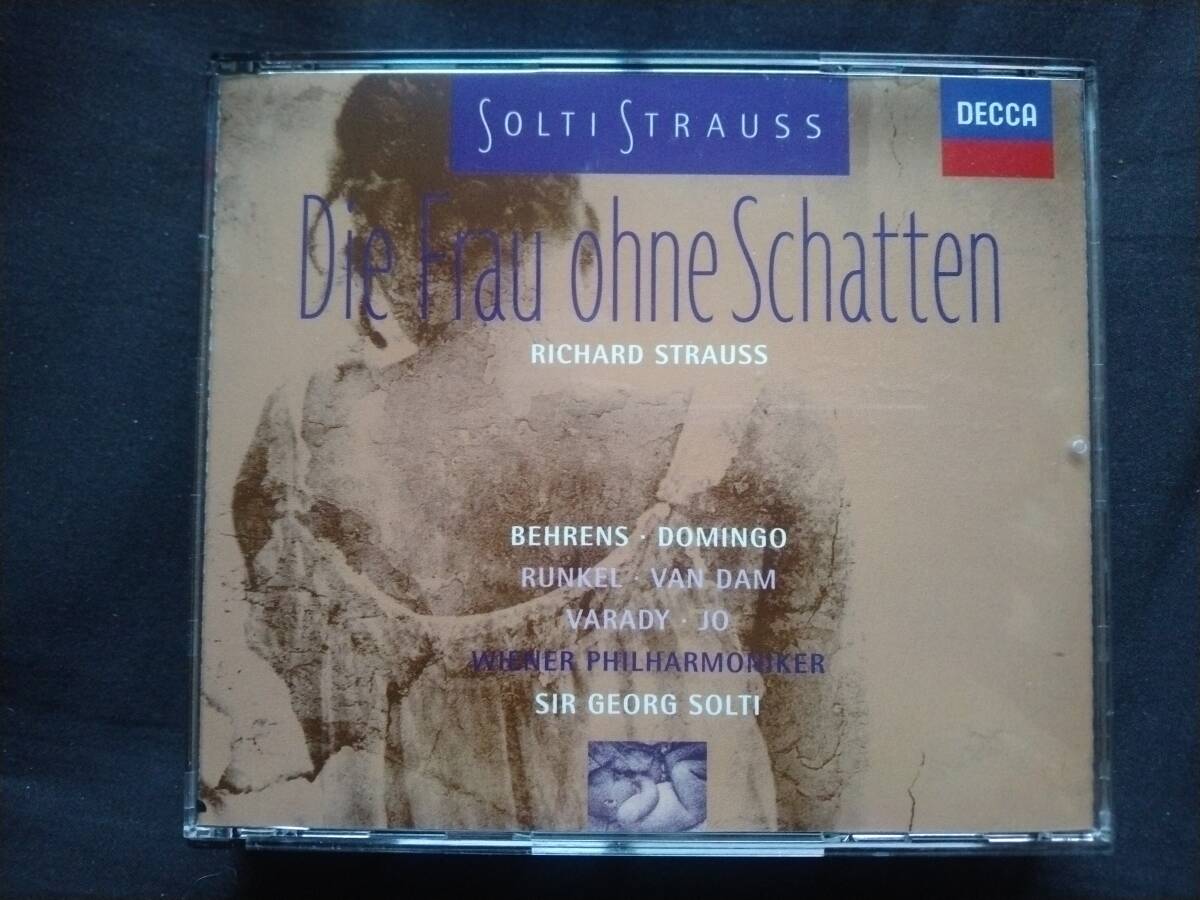 SOLTI STRAUSS
DECCA
Die Frau ohne Schatten
RICHARD STRAUSS
BEHRENS · DOMINGO
RUNKEL · VAN DAM
VARADY · JO
WIENER PHILHARMONIKER
SIR GEORG SOLTI